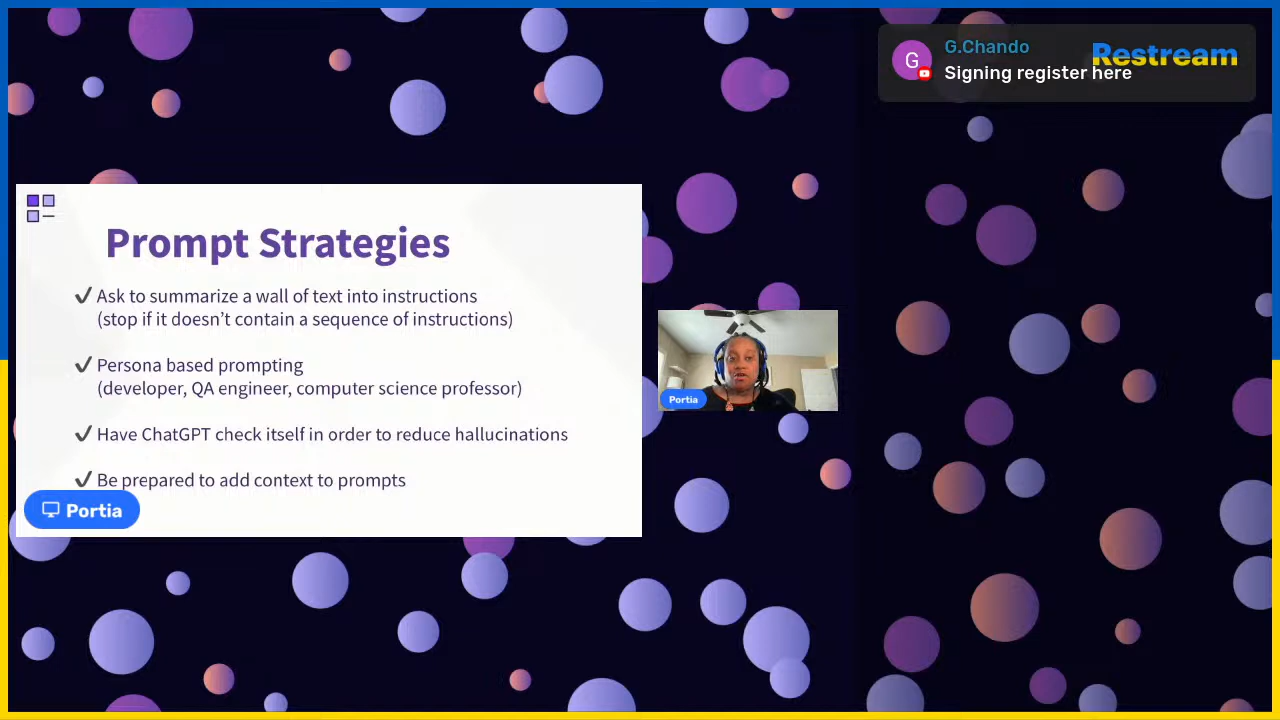 G.Chando
Restream
G
Signing register here
Prompt Strategies
✔ Ask to summarize a wall of text into instructions
(stop if it doesn’t contain a sequence of instructions)
✔ Persona based prompting
(developer, QA engineer, computer science professor)
✔ Have ChatGPT check itself in order to reduce hallucinations
✔ Be prepared to add context to prompts
Portia
Portia